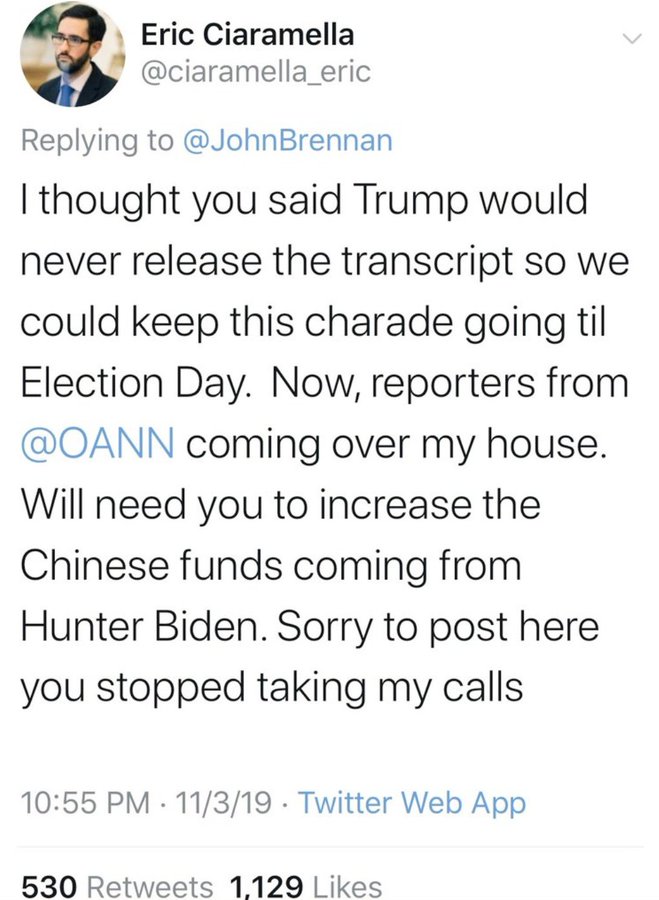 Eric Ciaramella
@ciaramella_eric
Replying to @JohnBrennan
I thought you said Trump would
never release the transcript so we
could keep this charade going til
Election Day.  Now, reporters from
@OANN coming over my house.
Will need you to increase the
Chinese funds coming from
Hunter Biden. Sorry to post here
you stopped taking my calls
10:55 PM · 11/3/19 · Twitter Web App
530 Retweets  1,129 Likes